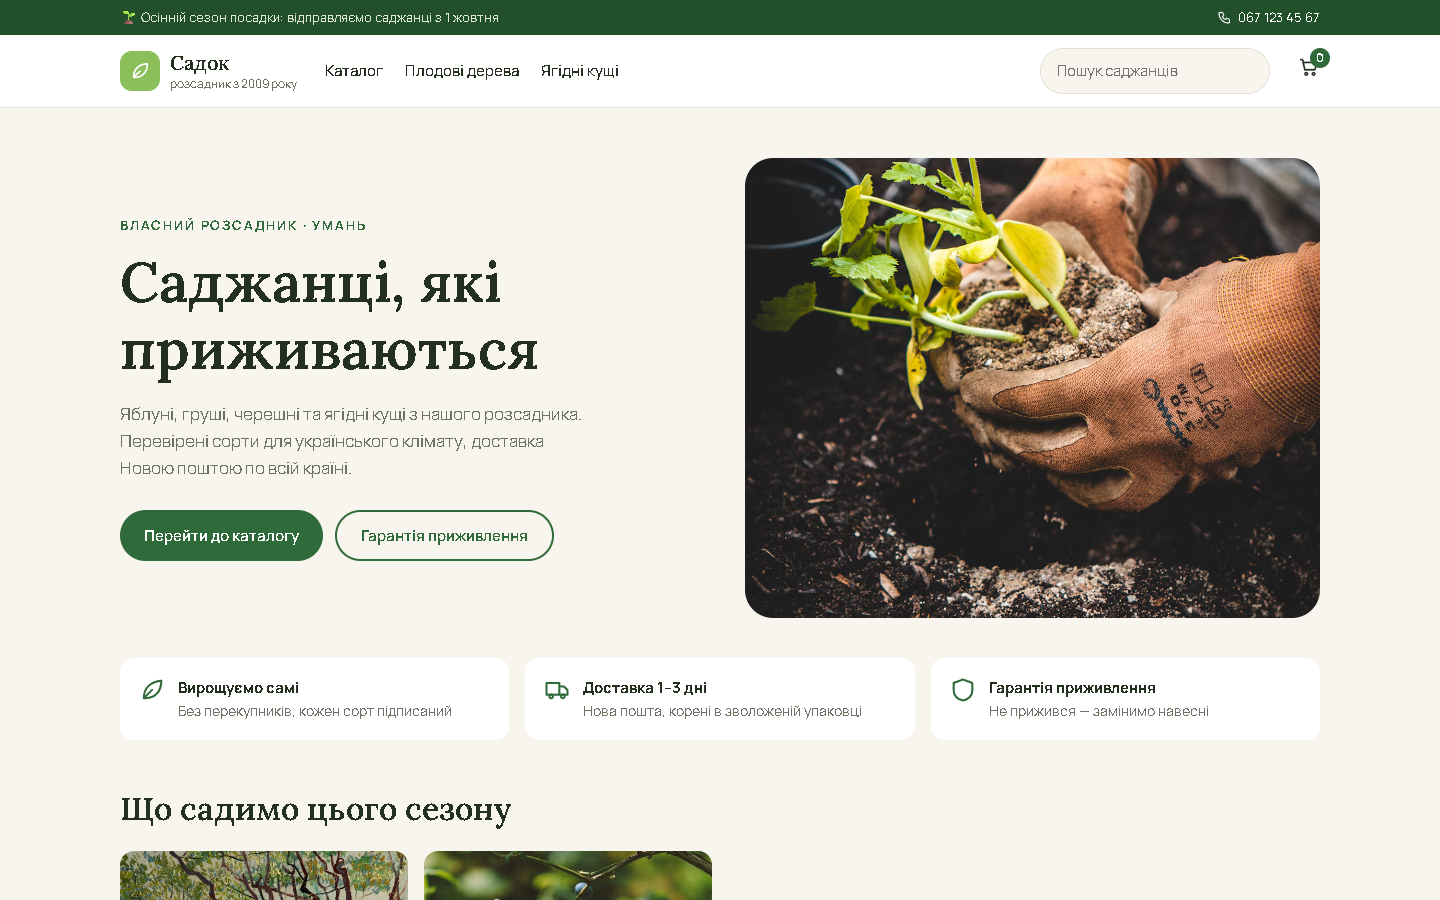 Осінній сезон посадки: відправляємо саджанці з 1 жовтня
067 123 45 67
Садок
розсадник з 2009 року
Каталог
Плодові дерева
Ягідні кущі
Пошук саджанців
0
ВЛАСНИЙ РОЗСАДНИК · УМАНЬ
Саджанці, які
приживаються
Яблуні, груші, черешні та ягідні кущі з нашого розсадника.
Перевірені сорти для українського клімату, доставка
Новою поштою по всій країні.
Перейти до каталогу
Гарантія приживлення
Вирощуємо самі
Без перекупників, кожен сорт підписаний
Доставка 1–3 дні
Нова пошта, корені в зволоженій упаковці
Гарантія приживлення
Не прижився — замінимо навесні
Що садимо цього сезону